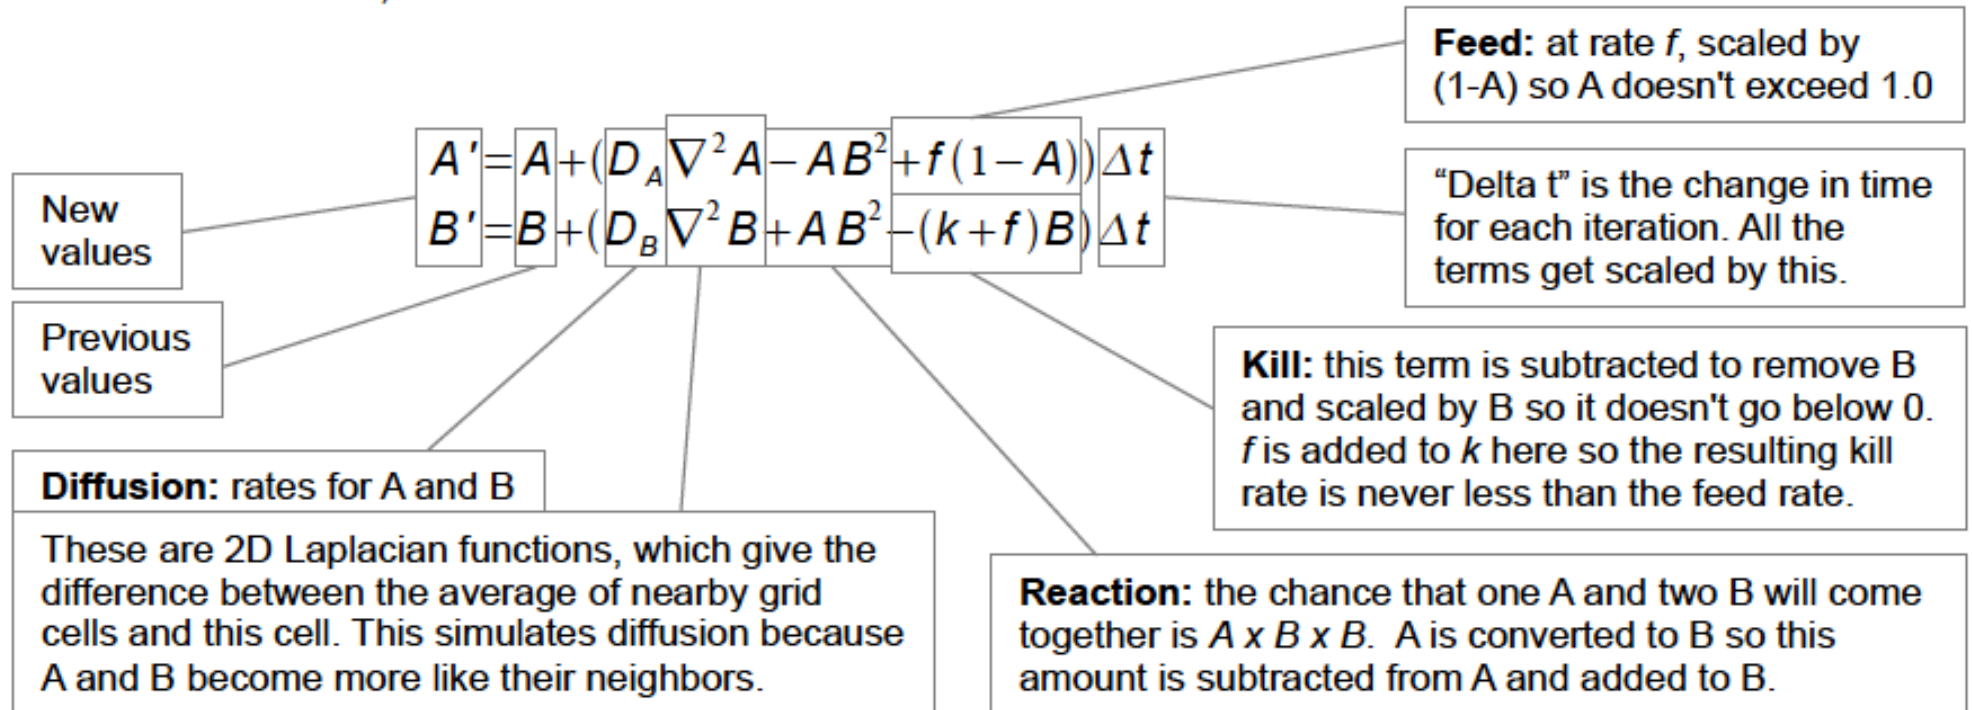 Feed: at rate f, scaled by
(1-A) so A doesn't exceed 1.0
A'=A+(D_A∇²A−AB²+f(1−A))Δt
B'=B+(D_B∇²B+AB²−(k+f)B)Δt
New
values
“Delta t” is the change in time
for each iteration. All the
terms get scaled by this.
Previous
values
Kill: this term is subtracted to remove B
and scaled by B so it doesn't go below 0.
f is added to k here so the resulting kill
rate is never less than the feed rate.
Diffusion: rates for A and B
These are 2D Laplacian functions, which give the
difference between the average of nearby grid
cells and this cell. This simulates diffusion because
A and B become more like their neighbors.
Reaction: the chance that one A and two B will come
together is A x B x B. A is converted to B so this
amount is subtracted from A and added to B.